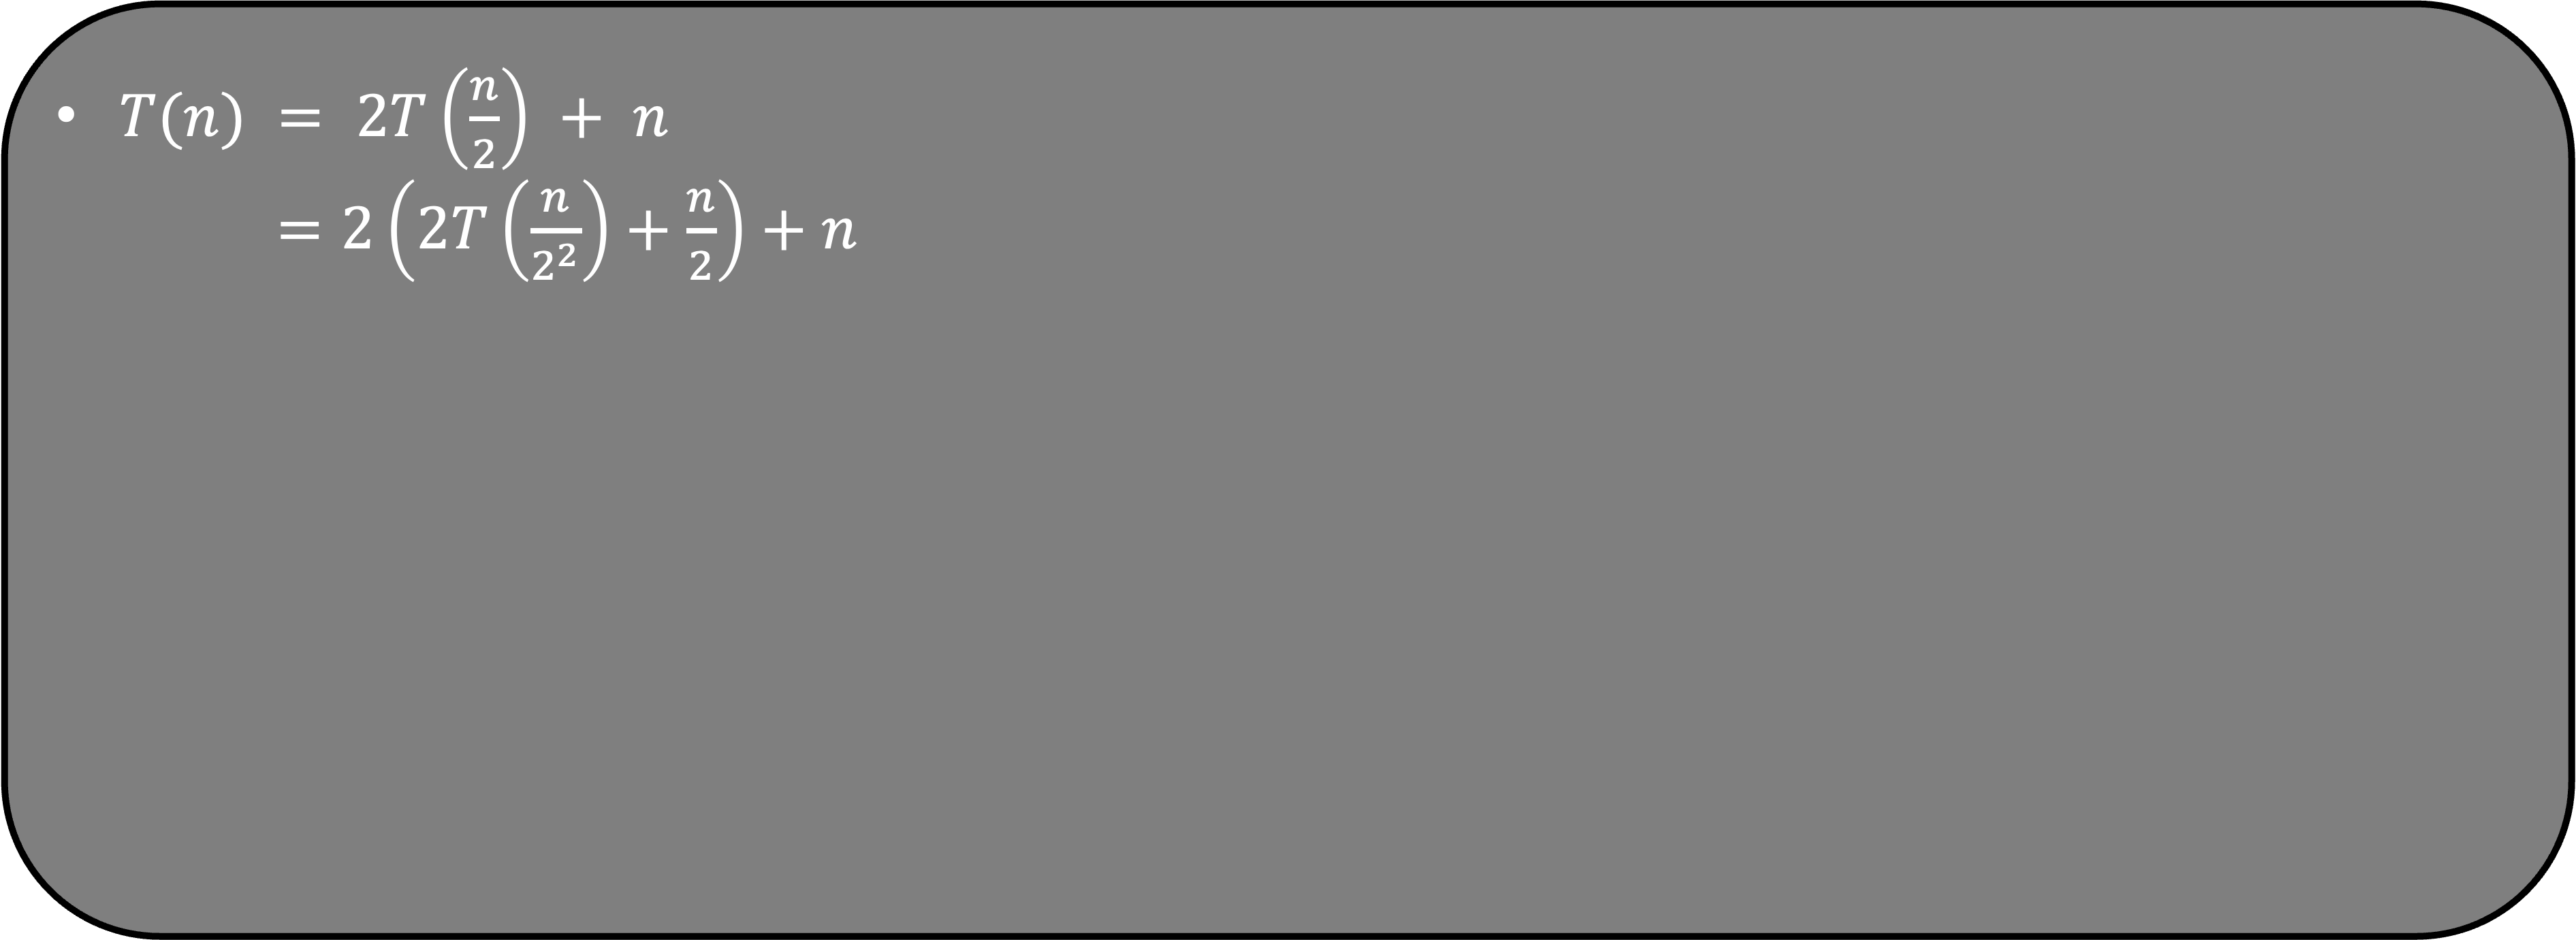 • T(n) = 2T(n/2) + n
= 2(2T(n/2²) + n/2) + n